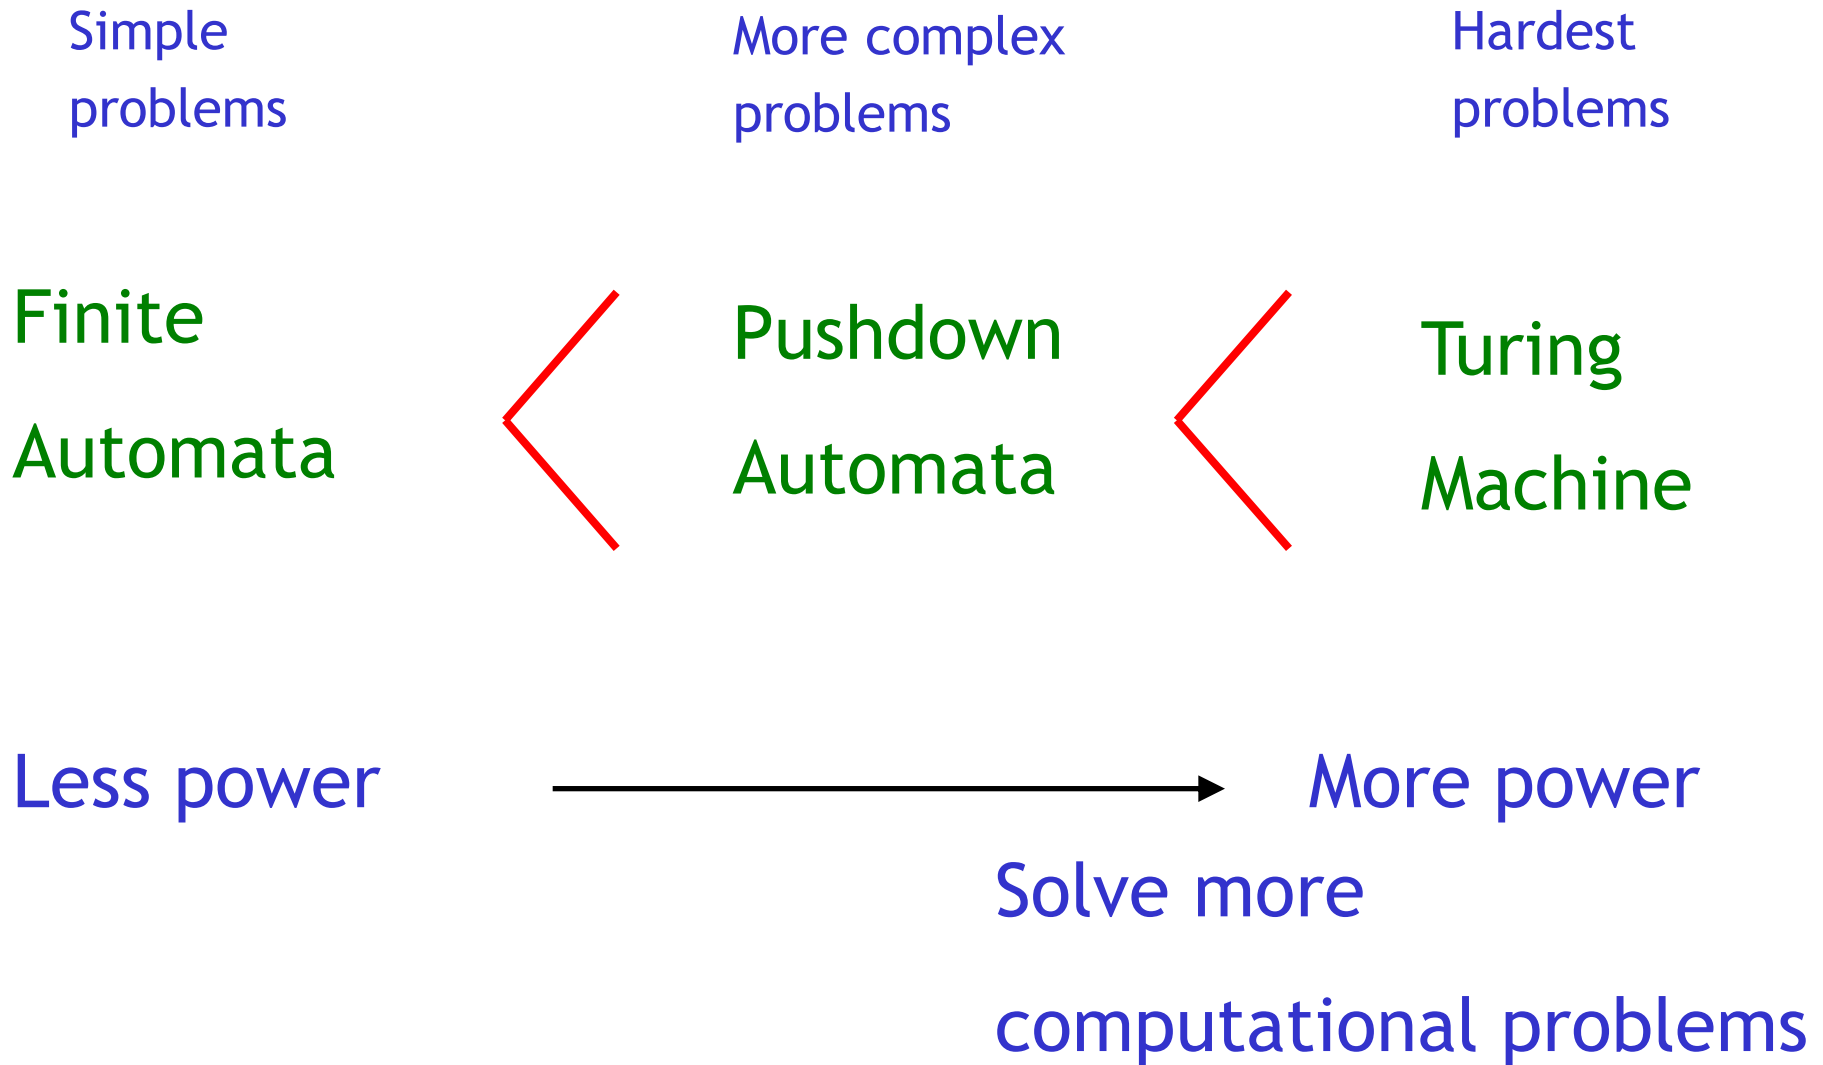 Simple
problems
More complex
problems
Hardest
problems
Finite
Automata
Pushdown
Automata
Turing
Machine
Less power
More power
Solve more
computational problems